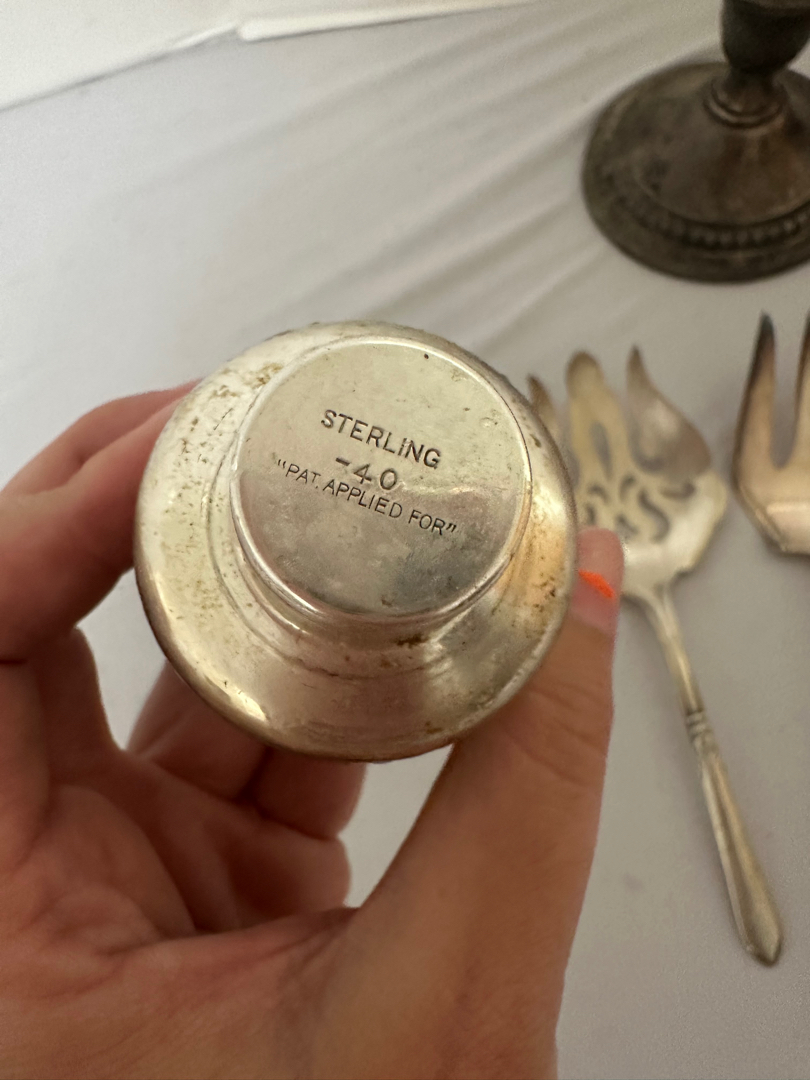 STERLING
-40
"PAT. APPLIED FOR"